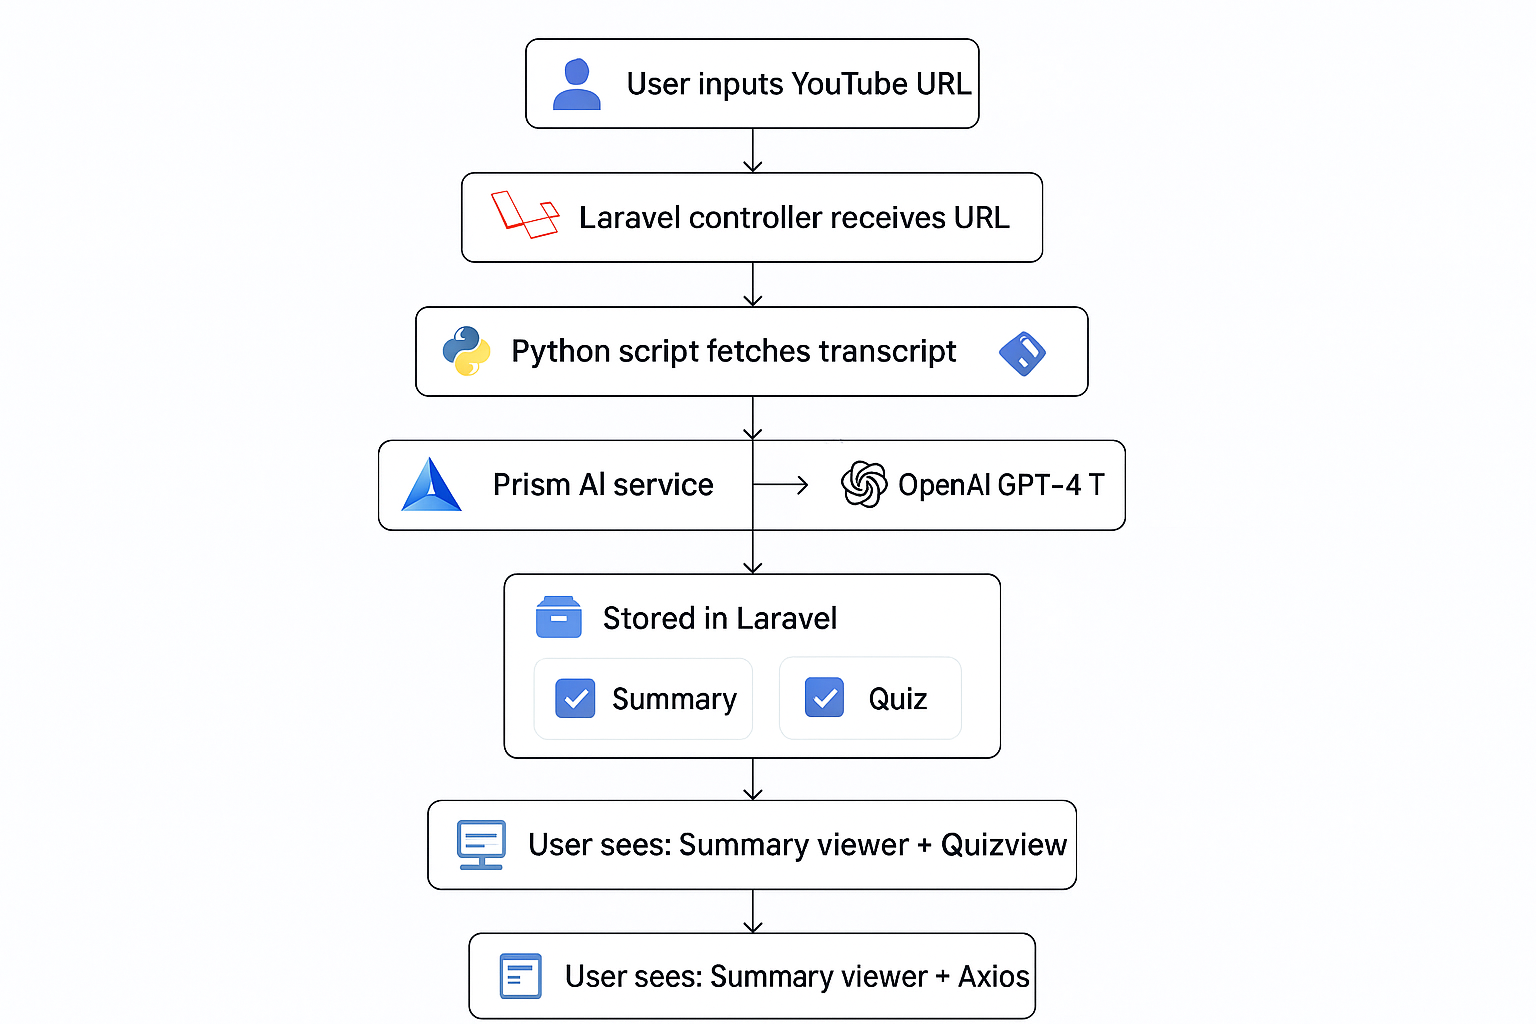 User inputs YouTube URL
Laravel controller receives URL
Python script fetches transcript
Prism AI service
OpenAI GPT-4 T
Stored in Laravel
Summary
Quiz
User sees: Summary viewer + Quizview
User sees: Summary viewer + Axios